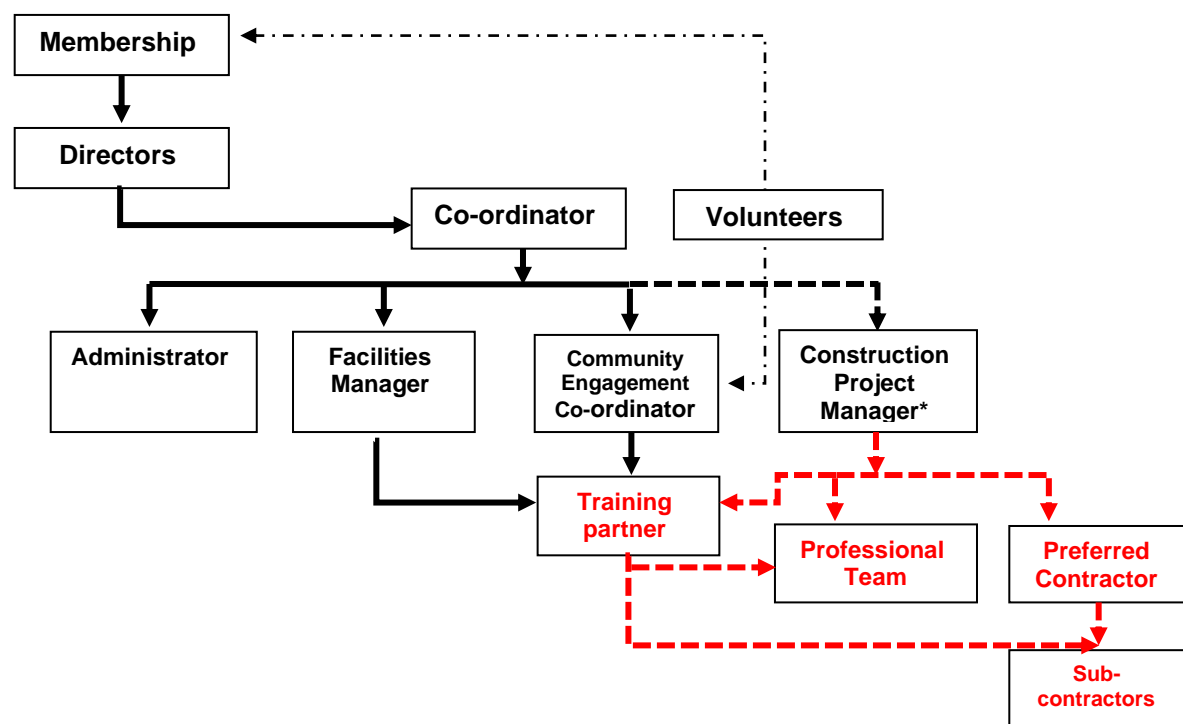 Membership
Directors
Co-ordinator
Volunteers
Administrator
Facilities
Manager
Community
Engagement
Co-ordinator
Construction
Project
Manager*
Training
partner
Professional
Team
Preferred
Contractor
Sub-
contractors